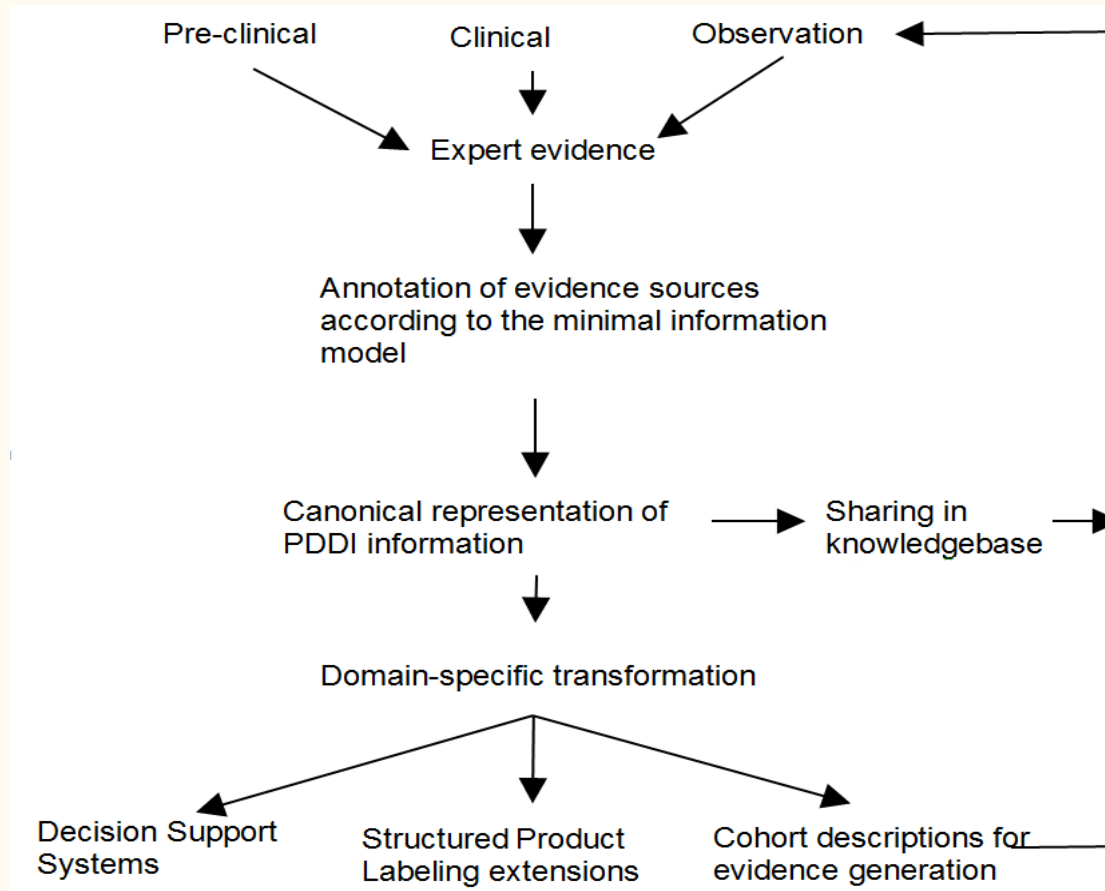 Pre-clinical
Clinical
Observation
Expert evidence
Annotation of evidence sources
according to the minimal information
model
Canonical representation of
PDDI information
Sharing in
knowledgebase
Domain-specific transformation
Decision Support
Systems
Structured Product
Labeling extensions
Cohort descriptions for
evidence generation